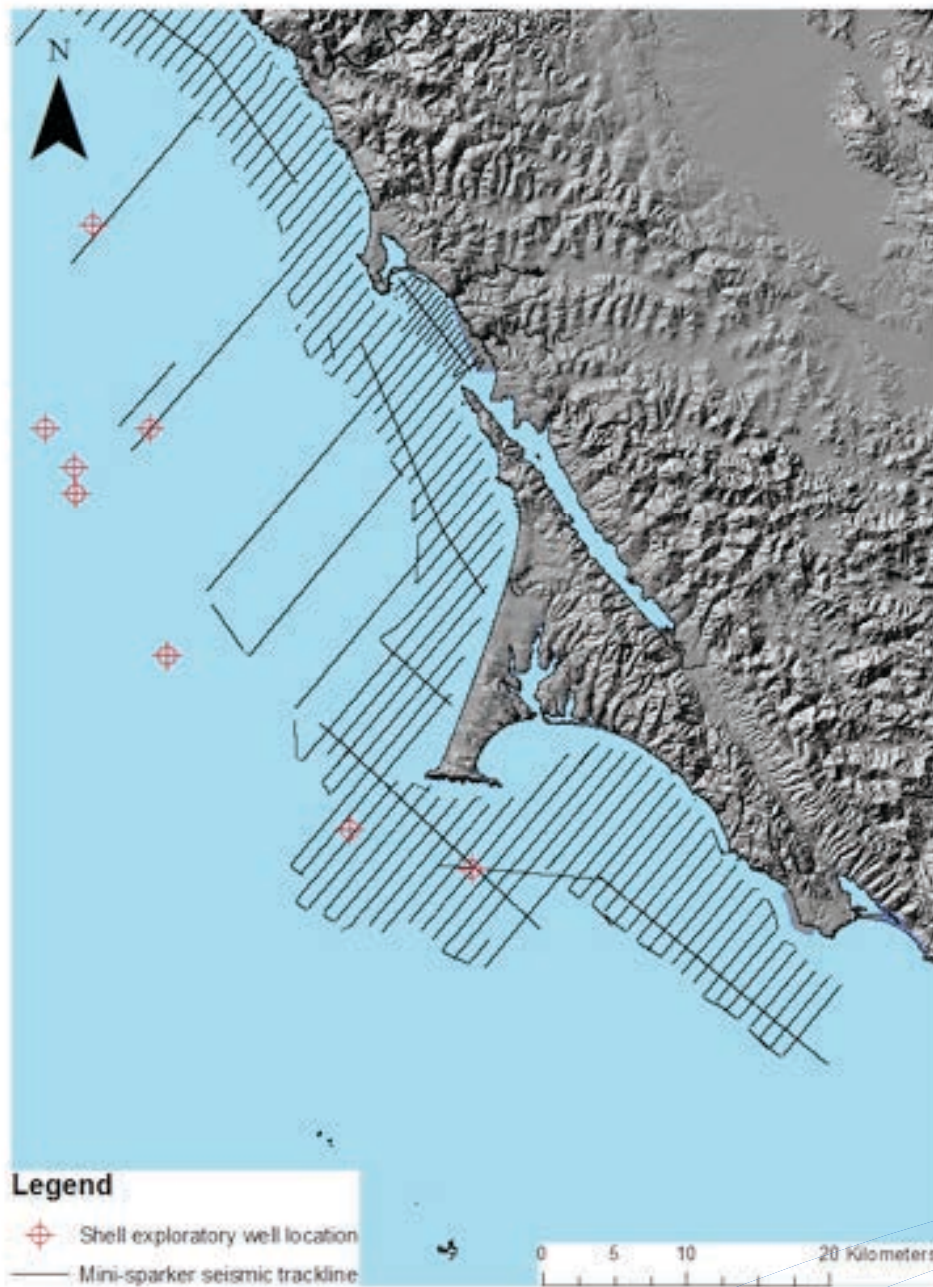 N
Legend
Shell exploratory well location
Mini-sparker seismic trackline
0 5 10 20 Kilometers